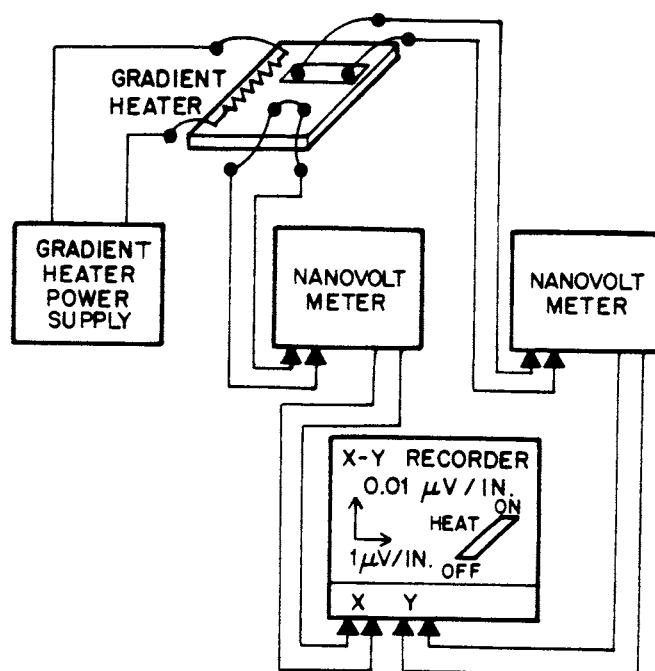 GRADIENT
HEATER
GRADIENT
HEATER
POWER
SUPPLY
NANOVOLT
METER
NANOVOLT
METER
X-Y RECORDER
0.01 μV/IN.
ON
HEAT
1μV/IN.
OFF
X Y